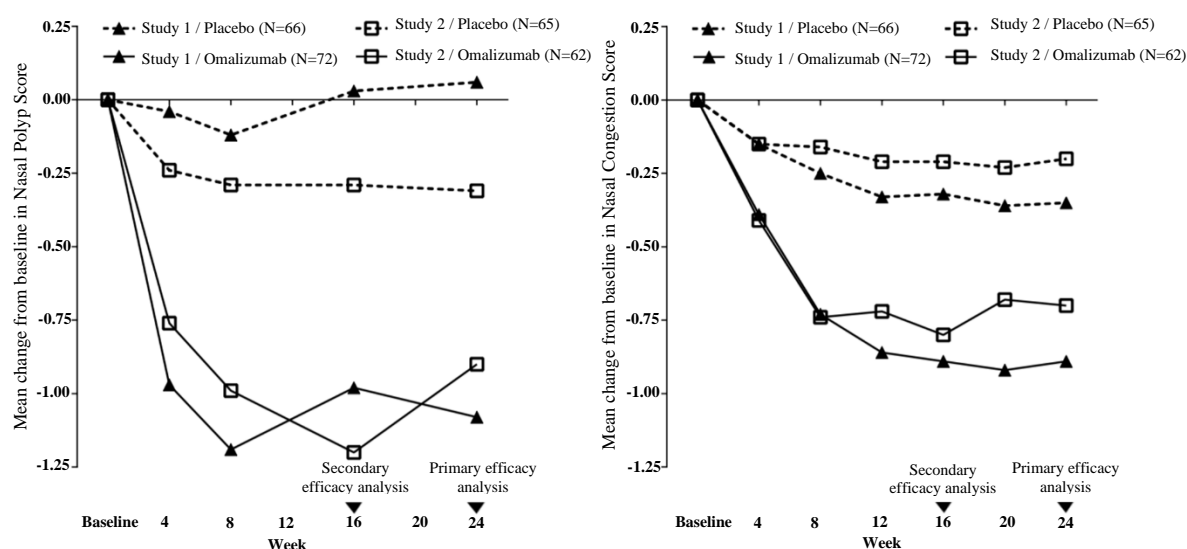 Mean change from baseline in Nasal Polyp Score
Study 1 / Placebo (N=66)
Study 2 / Placebo (N=65)
Study 1 / Omalizumab (N=72)
Study 2 / Omalizumab (N=62)
0.25
0.00
-0.25
-0.50
-0.75
-1.00
-1.25
Secondary
efficacy analysis
Primary efficacy
analysis
Baseline 4 8 12 16 20 24
Week
Mean change from baseline in Nasal Congestion Score
Study 1 / Placebo (N=66)
Study 2 / Placebo (N=65)
Study 1 / Omalizumab (N=72)
Study 2 / Omalizumab (N=62)
0.25
0.00
-0.25
-0.50
-0.75
-1.00
-1.25
Secondary
efficacy analysis
Primary efficacy
analysis
Baseline 4 8 12 16 20 24
Week